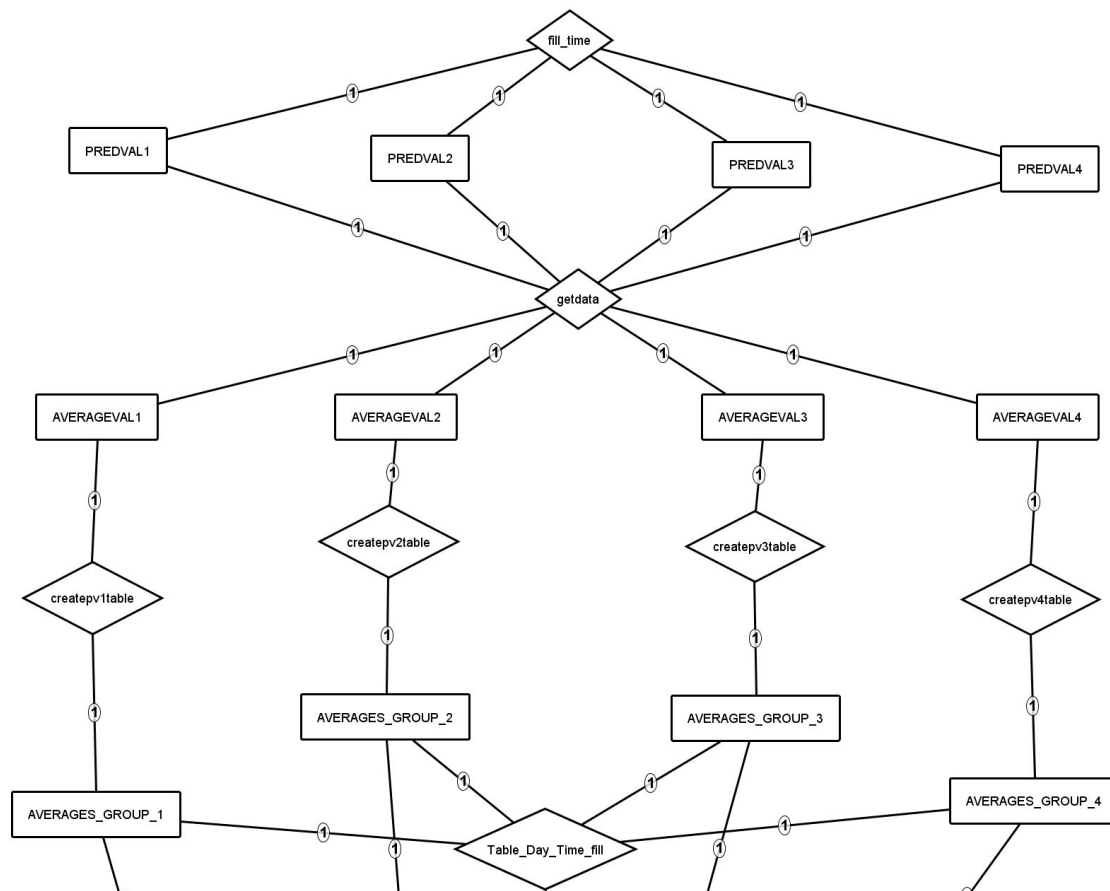 fill_time
1
1
1
1
PREDVAL1
PREDVAL2
PREDVAL3
PREDVAL4
1
1
1
1
getdata
1
1
1
1
AVERAGEVAL1
AVERAGEVAL2
AVERAGEVAL3
AVERAGEVAL4
1
1
1
1
createpv1table
createpv2table
createpv3table
createpv4table
1
1
1
1
AVERAGES_GROUP_1
AVERAGES_GROUP_2
AVERAGES_GROUP_3
AVERAGES_GROUP_4
1
1
1
1
Table_Day_Time_fill
1
1